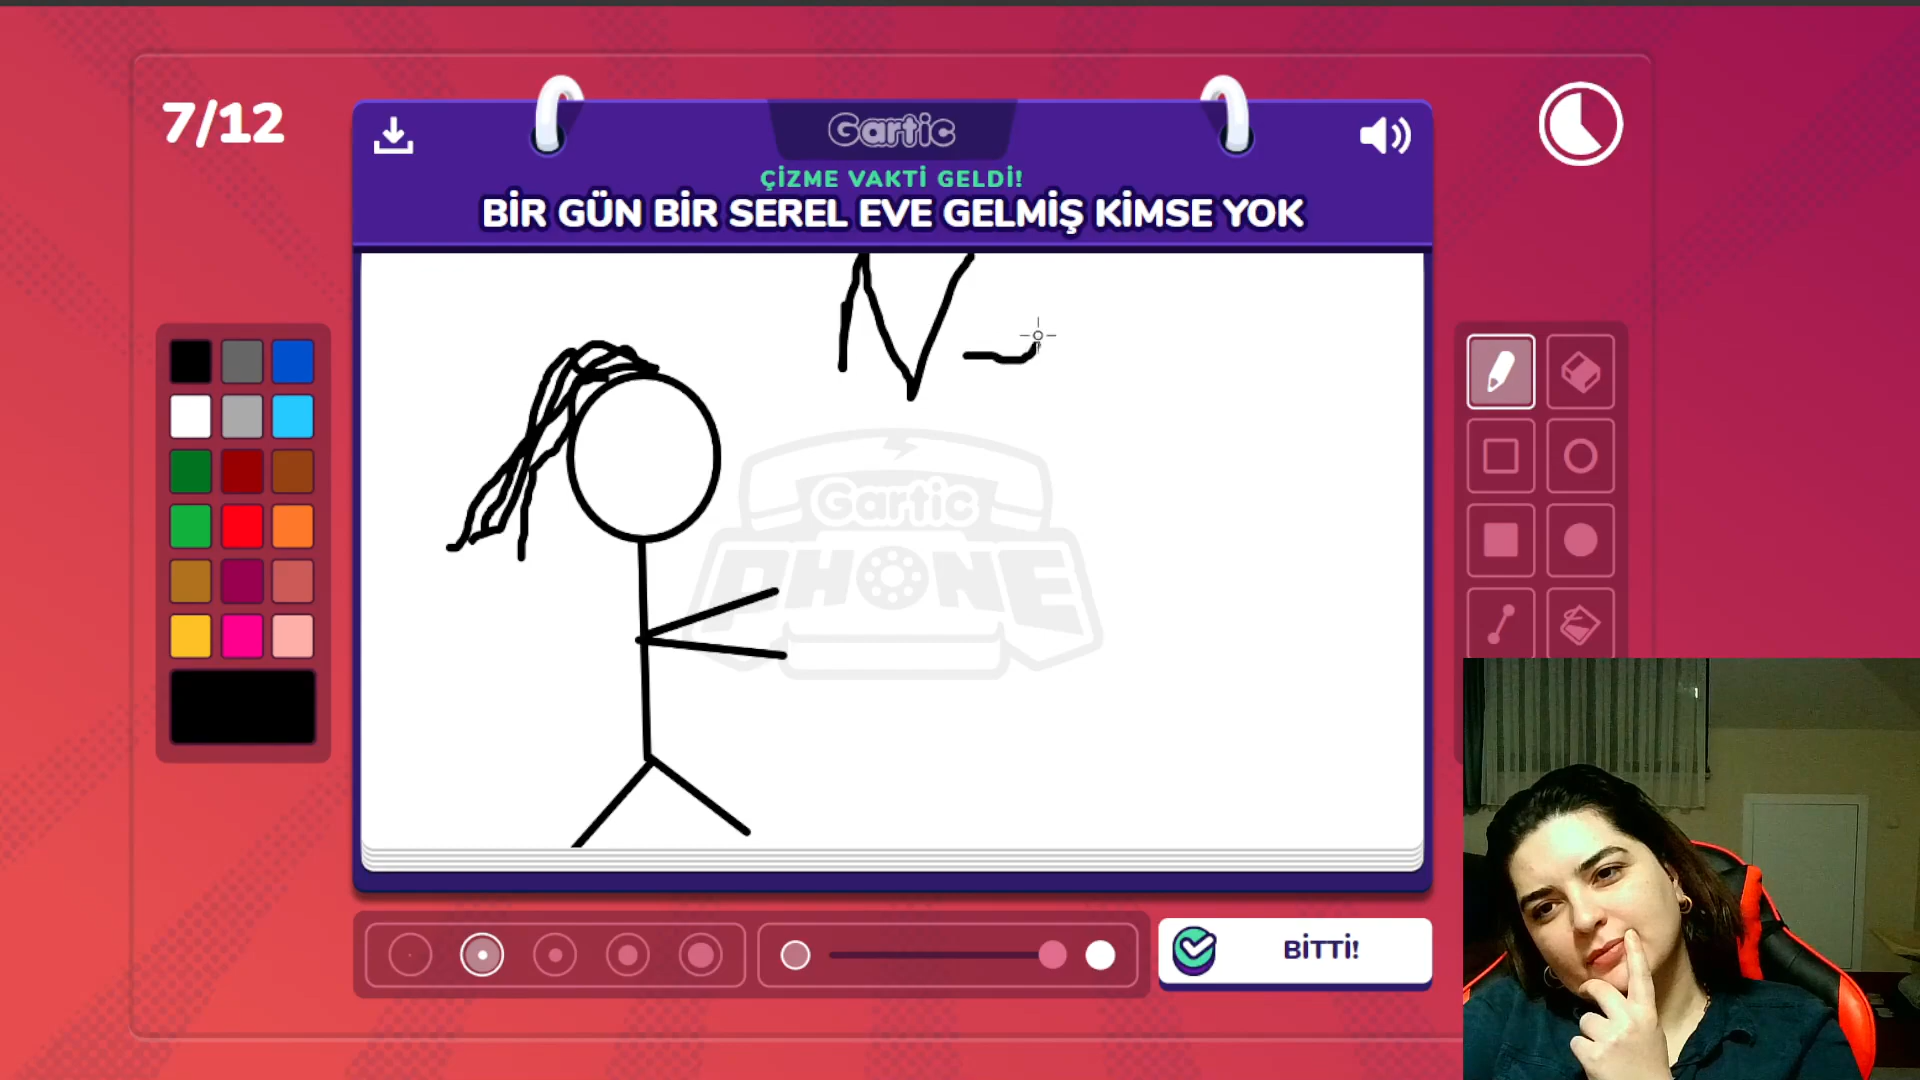 7/12
Gartic
ÇİZME VAKTİ GELDİ!
BİR GÜN BİR SEREL EVE GELMİŞ KİMSE YOK
N
Gartic
PHONE
BİTTİ!